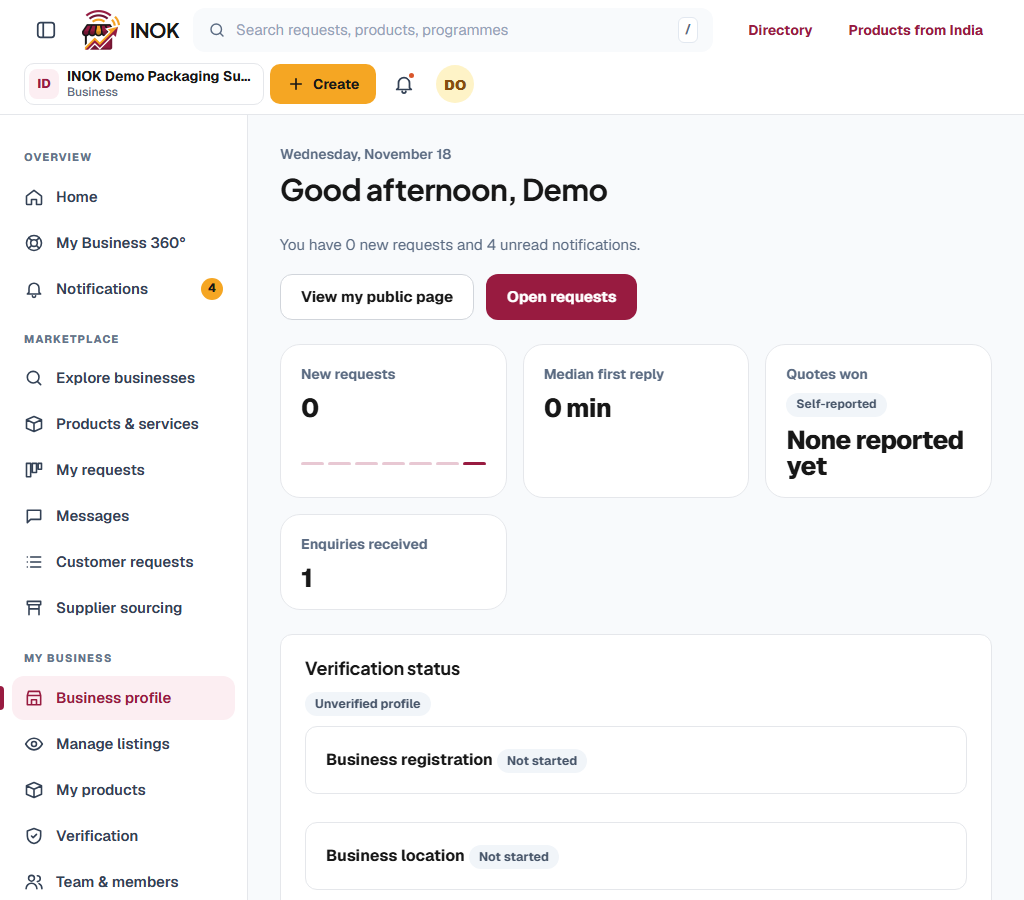 INOK
Search requests, products, programmes
/
Directory
Products from India
ID
INOK Demo Packaging Su...
Business
Create
DO
OVERVIEW
Home
My Business 360°
Notifications
4
MARKETPLACE
Explore businesses
Products & services
My requests
Messages
Customer requests
Supplier sourcing
MY BUSINESS
Business profile
Manage listings
My products
Verification
Team & members
Wednesday, November 18
Good afternoon, Demo
You have 0 new requests and 4 unread notifications.
View my public page
Open requests
New requests
0
Median first reply
0 min
Quotes won
Self-reported
None reported
yet
Enquiries received
1
Verification status
Unverified profile
Business registration Not started
Business location Not started